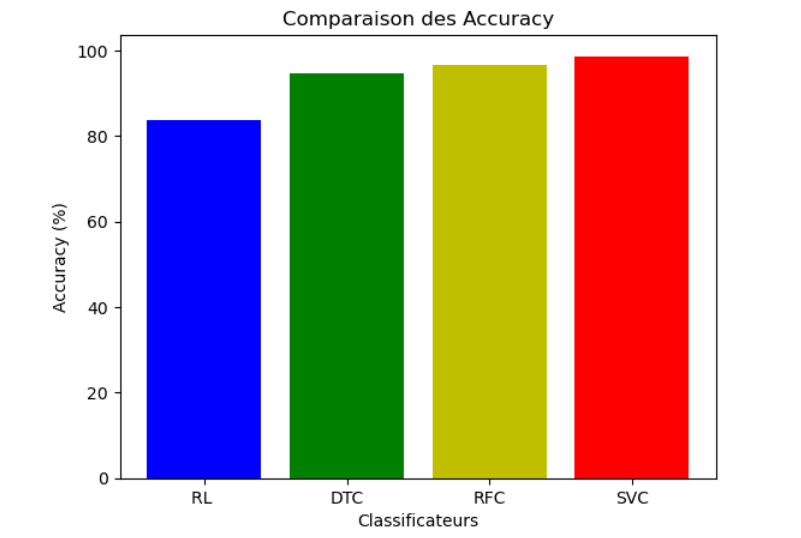 Comparaison des Accuracy
Accuracy (%)
100
80
60
40
20
0
RL
DTC
RFC
SVC
Classificateurs